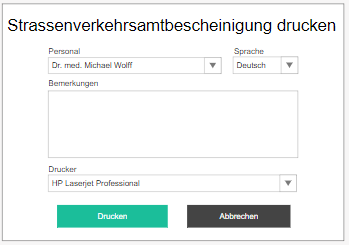 Strassenverkehrsamtbescheinigung drucken
Personal
Sprache
Dr. med. Michael Wolff
Deutsch
Bemerkungen
Drucker
HP Laserjet Professional
Drucken
Abbrechen